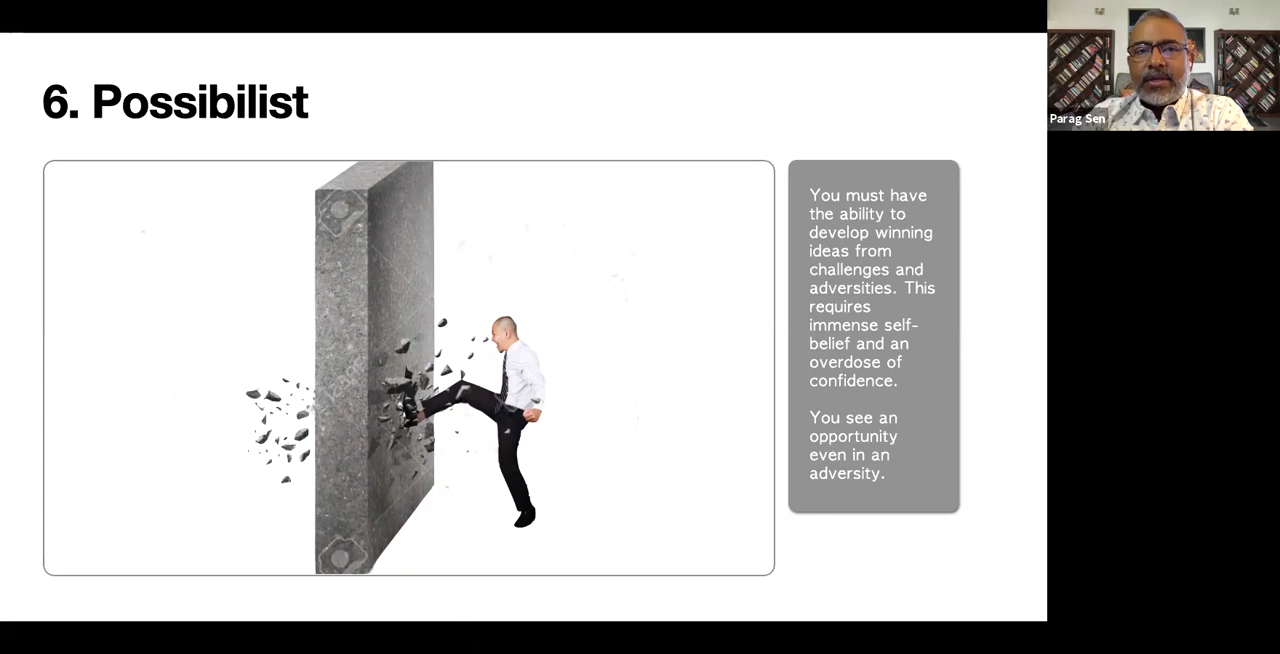 6. Possibilist
You must have
the ability to
develop winning
ideas from
challenges and
adversities. This
requires
immense self-
belief and an
overdose of
confidence.
You see an
opportunity
even in an
adversity.
Parag Sen